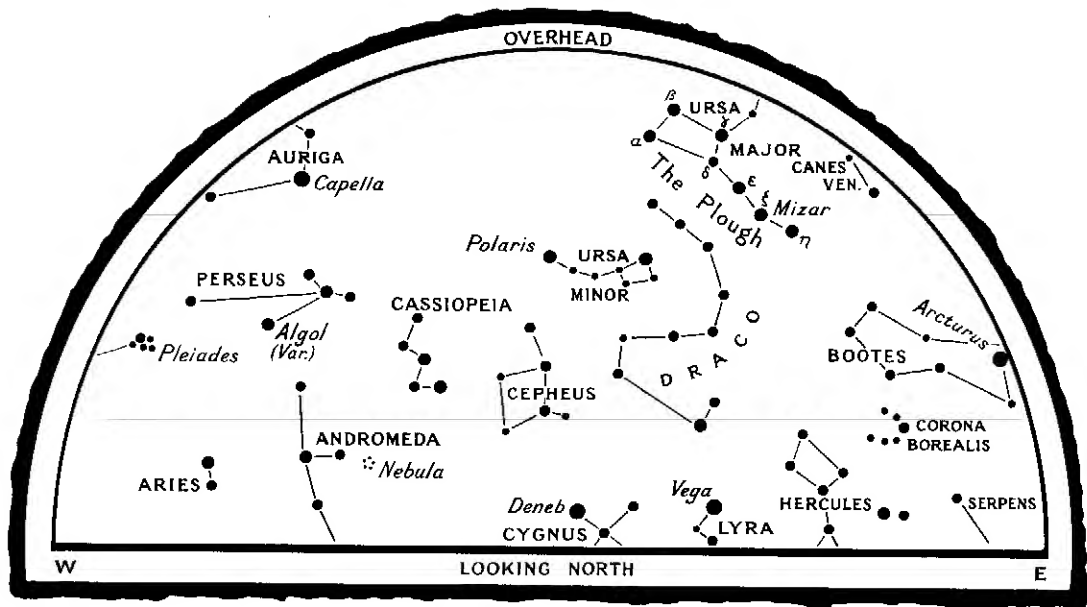 OVERHEAD
β URSA
γ
α MAJOR
δ
ε
ξ Mizar
η
The Plough
CANES
VEN.
AURIGA
Capella
Polaris
URSA
MINOR
PERSEUS
CASSIOPEIA
Algol
(Var.)
Pleiades
DRACO
Arcturus
BOOTES
CEPHEUS
CORONA
BOREALIS
ANDROMEDA
Nebula
ARIES
Deneb
CYGNUS
Vega
LYRA
HERCULES
SERPENS
W
LOOKING NORTH
E